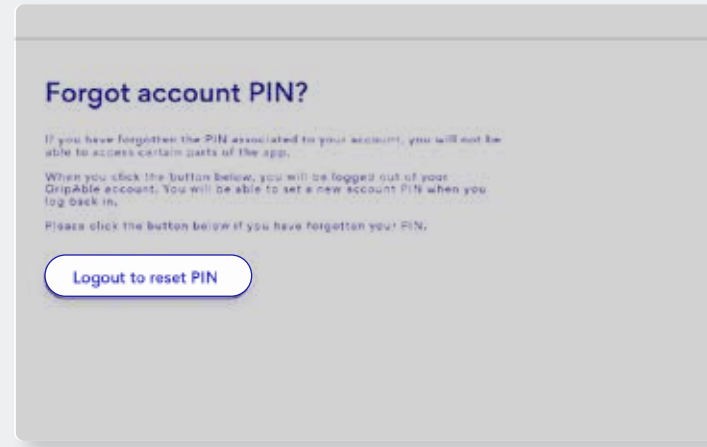 Forgot account PIN?
If you have forgotten the PIN associated to your account, you will not be
able to access certain parts of the app.
When you click the button below, you will be logged out of your
GripAble account. You will be able to set a new account PIN when you
log back in.
Please click the button below if you have forgotten your PIN.
Logout to reset PIN